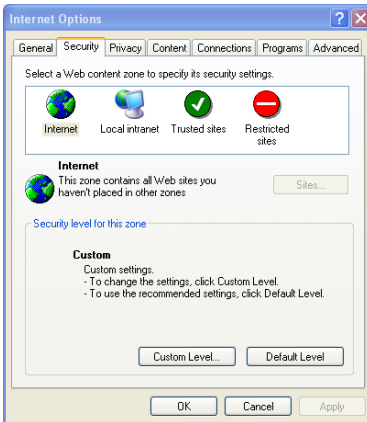 Internet Options
General Security Privacy Content Connections Programs Advanced
Select a Web content zone to specify its security settings.
Internet Local intranet Trusted sites Restricted sites
Internet
This zone contains all Web sites you
haven't placed in other zones
Sites...
Security level for this zone
Custom
Custom settings.
- To change the settings, click Custom Level.
- To use the recommended settings, click Default Level.
Custom Level... Default Level
OK Cancel Apply